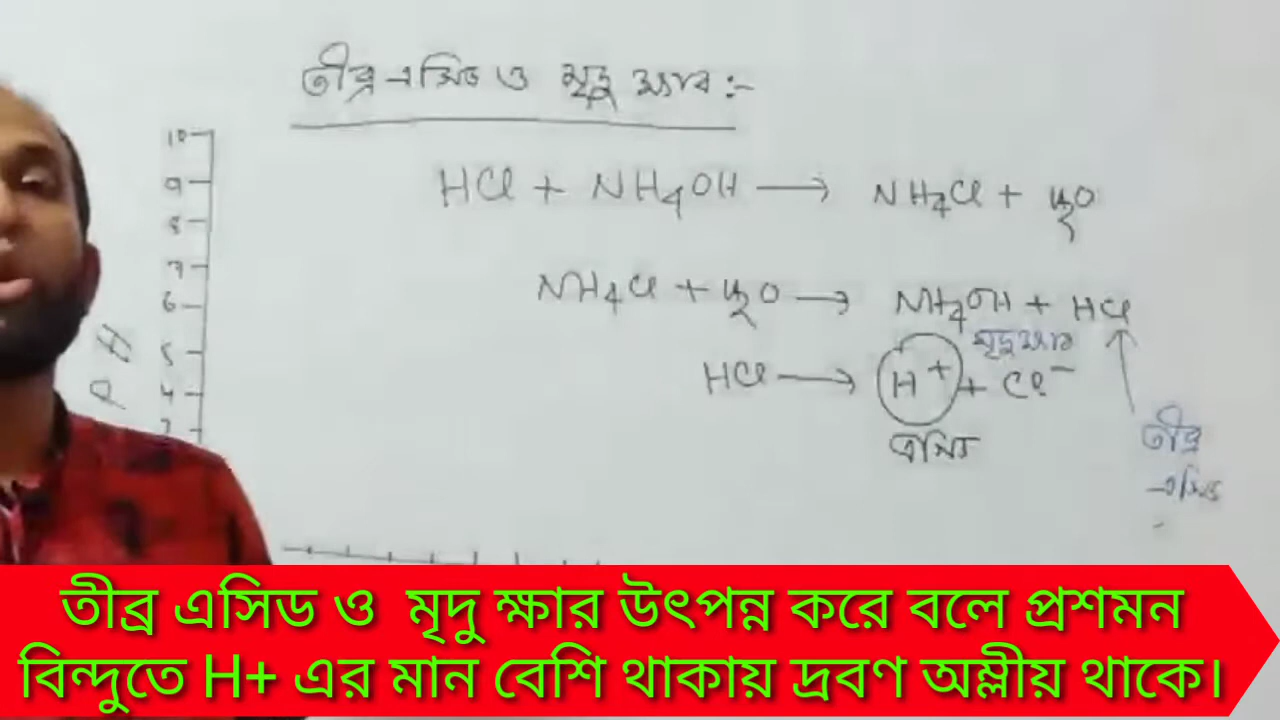 তীব্র এসিড ও মৃদু ক্ষার :-
HCl + NH₄OH → NH₄Cl + H₂O
NH₄Cl + H₂O → NH₄OH + HCl
মৃদু ক্ষার
HCl → H⁺ + Cl⁻
এসিড
তীব্র
এসিড
10
9
8
7
6
5
4
3
PH
তীব্র এসিড ও মৃদু ক্ষার উৎপন্ন করে বলে প্রশমন
বিন্দুতে H+ এর মান বেশি থাকায় দ্রবণ অম্লীয় থাকে।